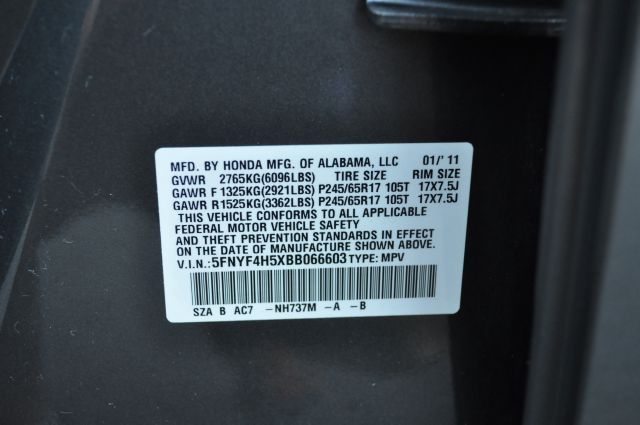 MFD. BY HONDA MFG. OF ALABAMA, LLC 01/'11
GVWR 2765KG(6096LBS) TIRE SIZE RIM SIZE
GAWR F 1325KG(2921LBS) P245/65R17 105T 17X7.5J
GAWR R 1525KG(3362LBS) P245/65R17 105T 17X7.5J
THIS VEHICLE CONFORMS TO ALL APPLICABLE
FEDERAL MOTOR VEHICLE SAFETY
AND THEFT PREVENTION STANDARDS IN EFFECT
ON THE DATE OF MANUFACTURE SHOWN ABOVE.
V.I.N.: 5FNYF4H5XBB066603 TYPE: MPV
SZA B AC7 -NH737M -A -B